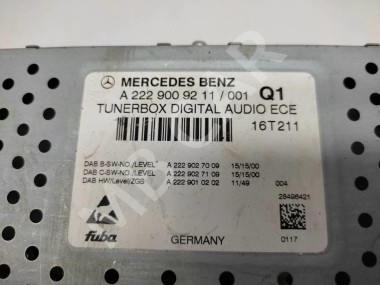 MERCEDES BENZ
A 222 900 92 11 / 001 Q1
TUNERBOX DIGITAL AUDIO ECE
16T211
DAB B-SW-NO./LEVEL A 222 902 70 09 15/15/00
DAB C-SW-NO./LEVEL A 222 902 71 09 15/15/00
DAB HW/Level/ZGS A 222 901 02 02 11/49 004
28496421
fuba GERMANY 0117